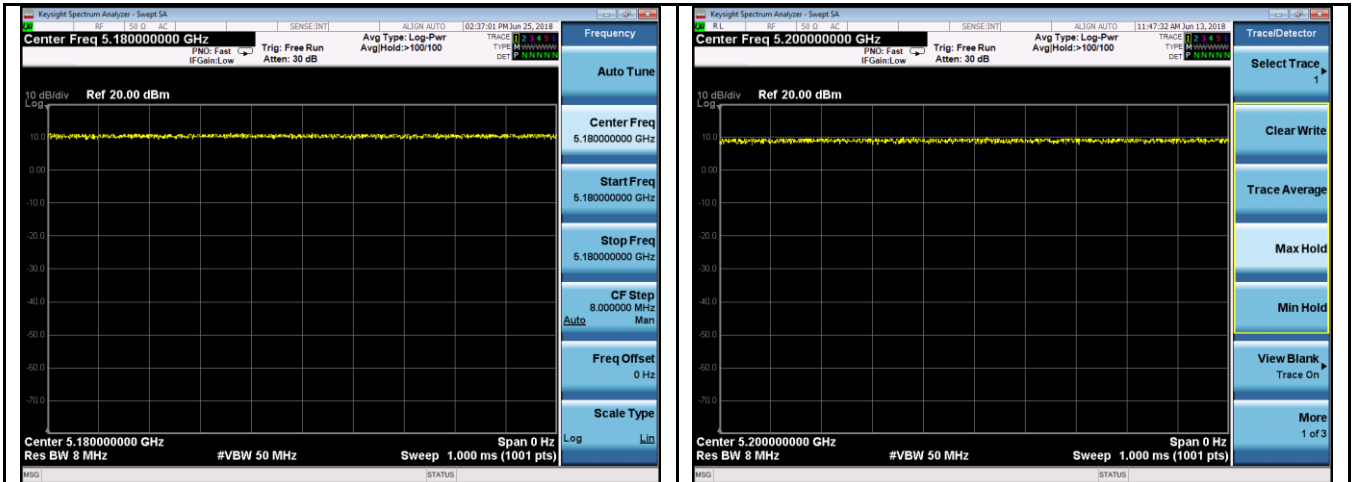 Keysight Spectrum Analyzer - Swept SA
RF 50 Ω AC SENSE:INT ALIGN AUTO 02:37:01 PM Jun 25, 2018
Center Freq 5.180000000 GHz
PNO: Fast
IFGain:Low
Trig: Free Run
Atten: 30 dB
Avg Type: Log-Pwr
Avg|Hold:>100/100
TRACE 1 2 3 4 5 6
TYPE MWWWWW
DET P N N N N N
10 dB/div Ref 20.00 dBm
Log
10.0
0.00
-10.0
-20.0
-30.0
-40.0
-50.0
-60.0
-70.0
Center 5.180000000 GHz Span 0 Hz
Res BW 8 MHz #VBW 50 MHz Sweep 1.000 ms (1001 pts)
MSG STATUS
Frequency
Auto Tune
Center Freq
5.180000000 GHz
Start Freq
5.180000000 GHz
Stop Freq
5.180000000 GHz
CF Step
8.000000 MHz
Auto Man
Freq Offset
0 Hz
Scale Type
Log Lin
Keysight Spectrum Analyzer - Swept SA
RL RF 50 Ω AC SENSE:INT ALIGN AUTO 11:47:32 AM Jun 13, 2018
Center Freq 5.200000000 GHz
PNO: Fast
IFGain:Low
Trig: Free Run
Atten: 30 dB
Avg Type: Log-Pwr
Avg|Hold:>100/100
TRACE 1 2 3 4 5 6
TYPE MWWWWW
DET P N N N N N
10 dB/div Ref 20.00 dBm
Log
10.0
0.00
-10.0
-20.0
-30.0
-40.0
-50.0
-60.0
-70.0
Center 5.200000000 GHz Span 0 Hz
Res BW 8 MHz #VBW 50 MHz Sweep 1.000 ms (1001 pts)
MSG STATUS
Trace/Detector
Select Trace
1
Clear Write
Trace Average
Max Hold
Min Hold
View Blank
Trace On
More
1 of 3